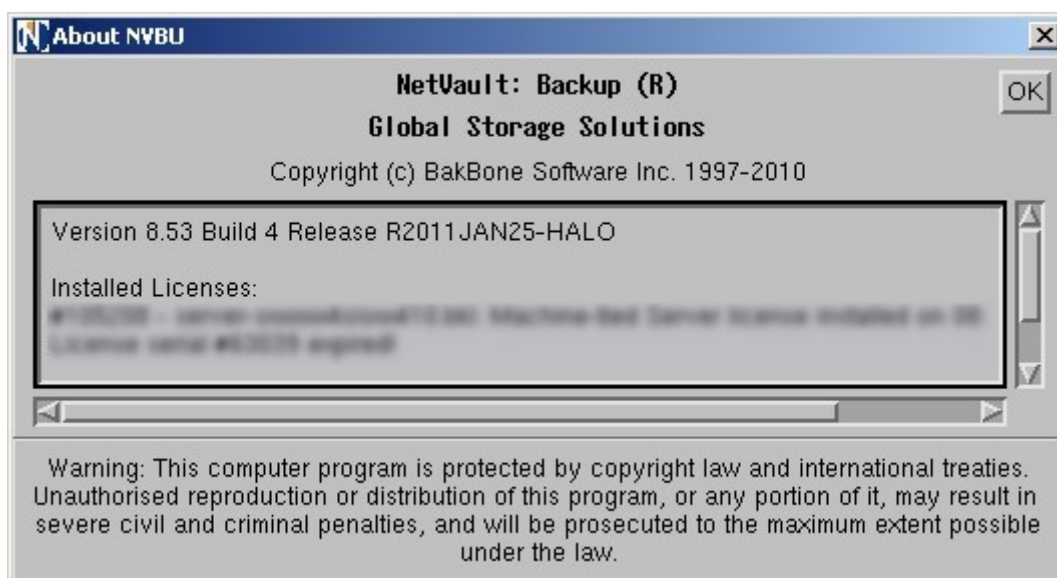 About NVBU
NetVault: Backup (R)
OK
Global Storage Solutions
Copyright (c) BakBone Software Inc. 1997-2010
Version 8.53 Build 4 Release R2011JAN25-HALO
Installed Licenses:
Warning: This computer program is protected by copyright law and international treaties.
Unauthorised reproduction or distribution of this program, or any portion of it, may result in
severe civil and criminal penalties, and will be prosecuted to the maximum extent possible
under the law.